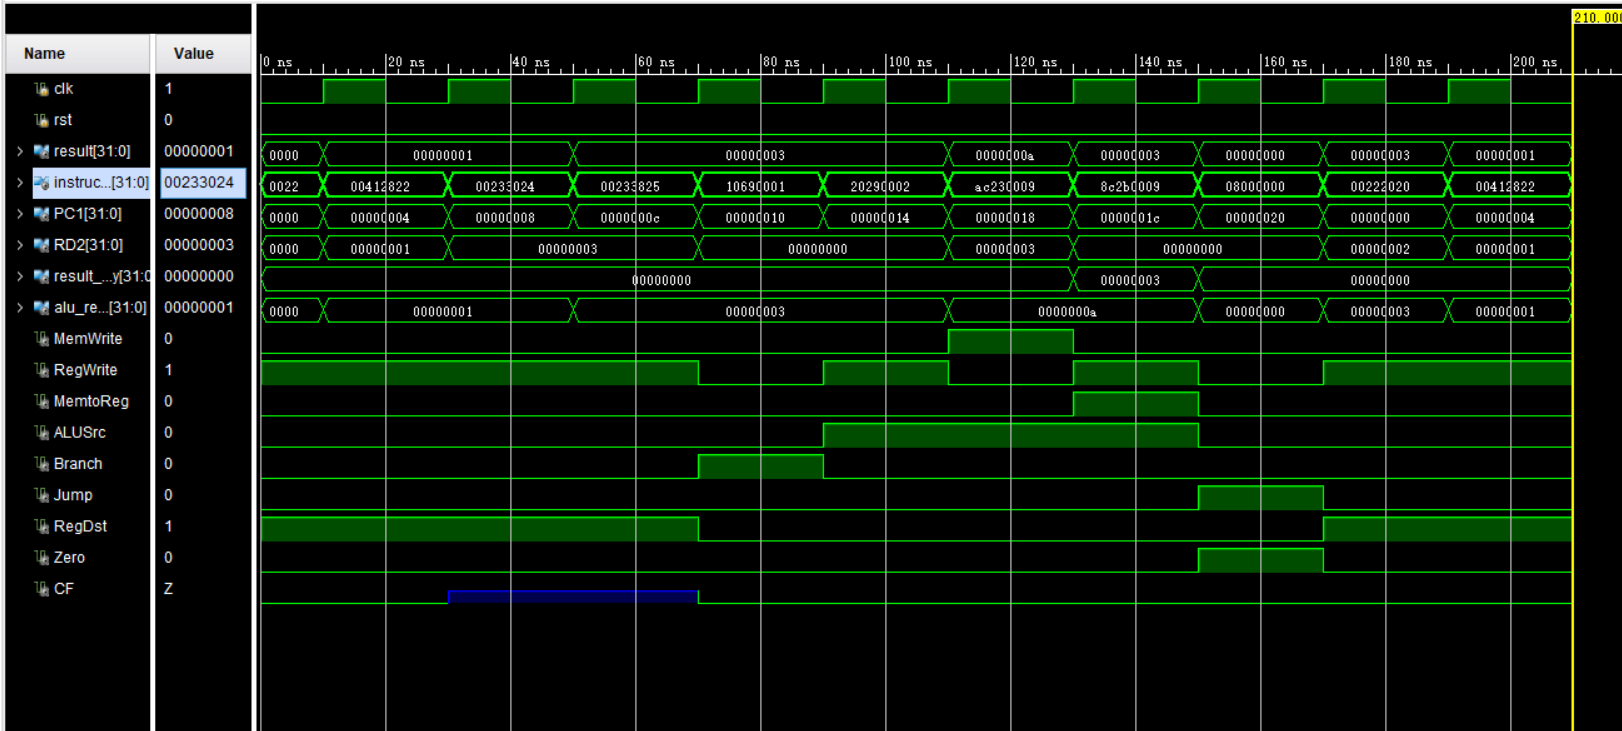 210.000
Name Value
0 ns 20 ns 40 ns 60 ns 80 ns 100 ns 120 ns 140 ns 160 ns 180 ns 200 ns
clk 1
rst 0
result[31:0] 00000001 0000 00000001 00000003 0000000a 00000003 00000000 00000003 00000001
instruc...[31:0] 00233024 0022 00412822 00233024 00233825 10690001 20290002 ac230009 8c2b0009 08000000 00222020 00412822
PC1[31:0] 00000008 0000 00000004 00000008 0000000c 00000010 00000014 00000018 0000001c 00000020 00000000 00000004
RD2[31:0] 00000003 0000 00000001 00000003 00000000 00000003 00000000 00000002 00000001
result_...y[31:0 00000000 00000000 00000003 00000000
alu_re...[31:0] 00000001 0000 00000001 00000003 0000000a 00000000 00000003 00000001
MemWrite 0
RegWrite 1
MemtoReg 0
ALUSrc 0
Branch 0
Jump 0
RegDst 1
Zero 0
CF Z